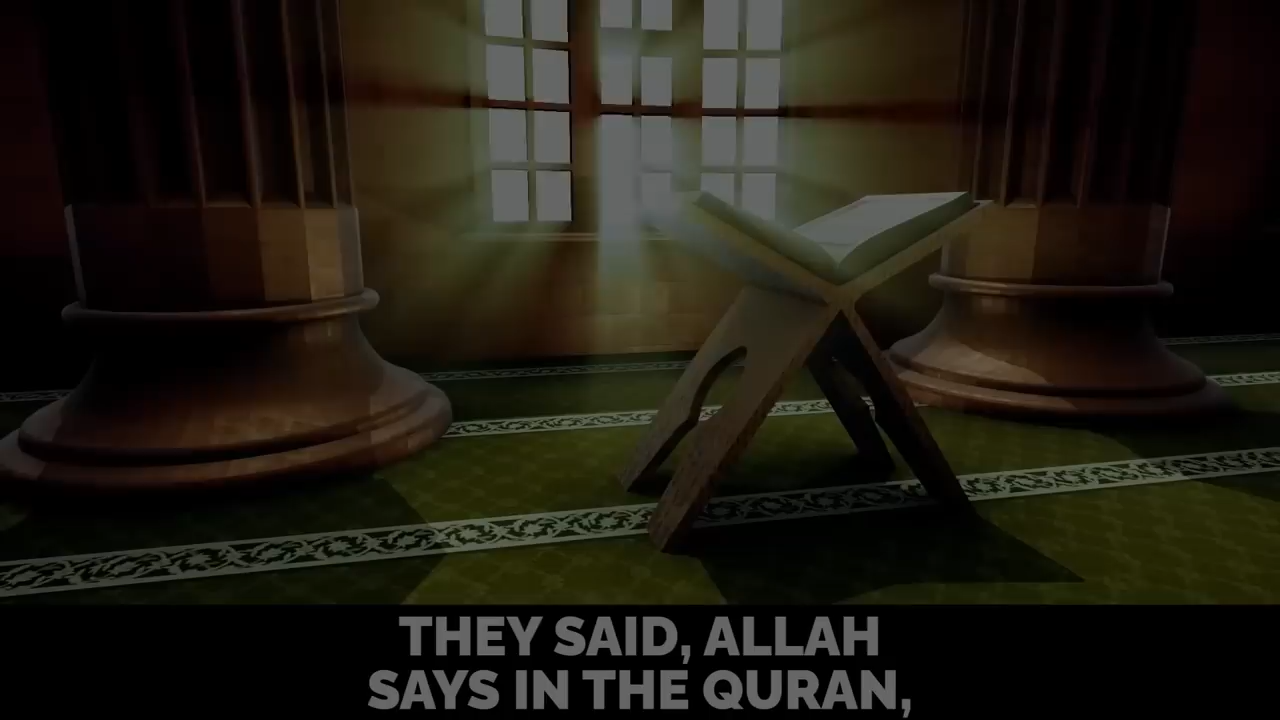 THEY SAID, ALLAH
SAYS IN THE QURAN,